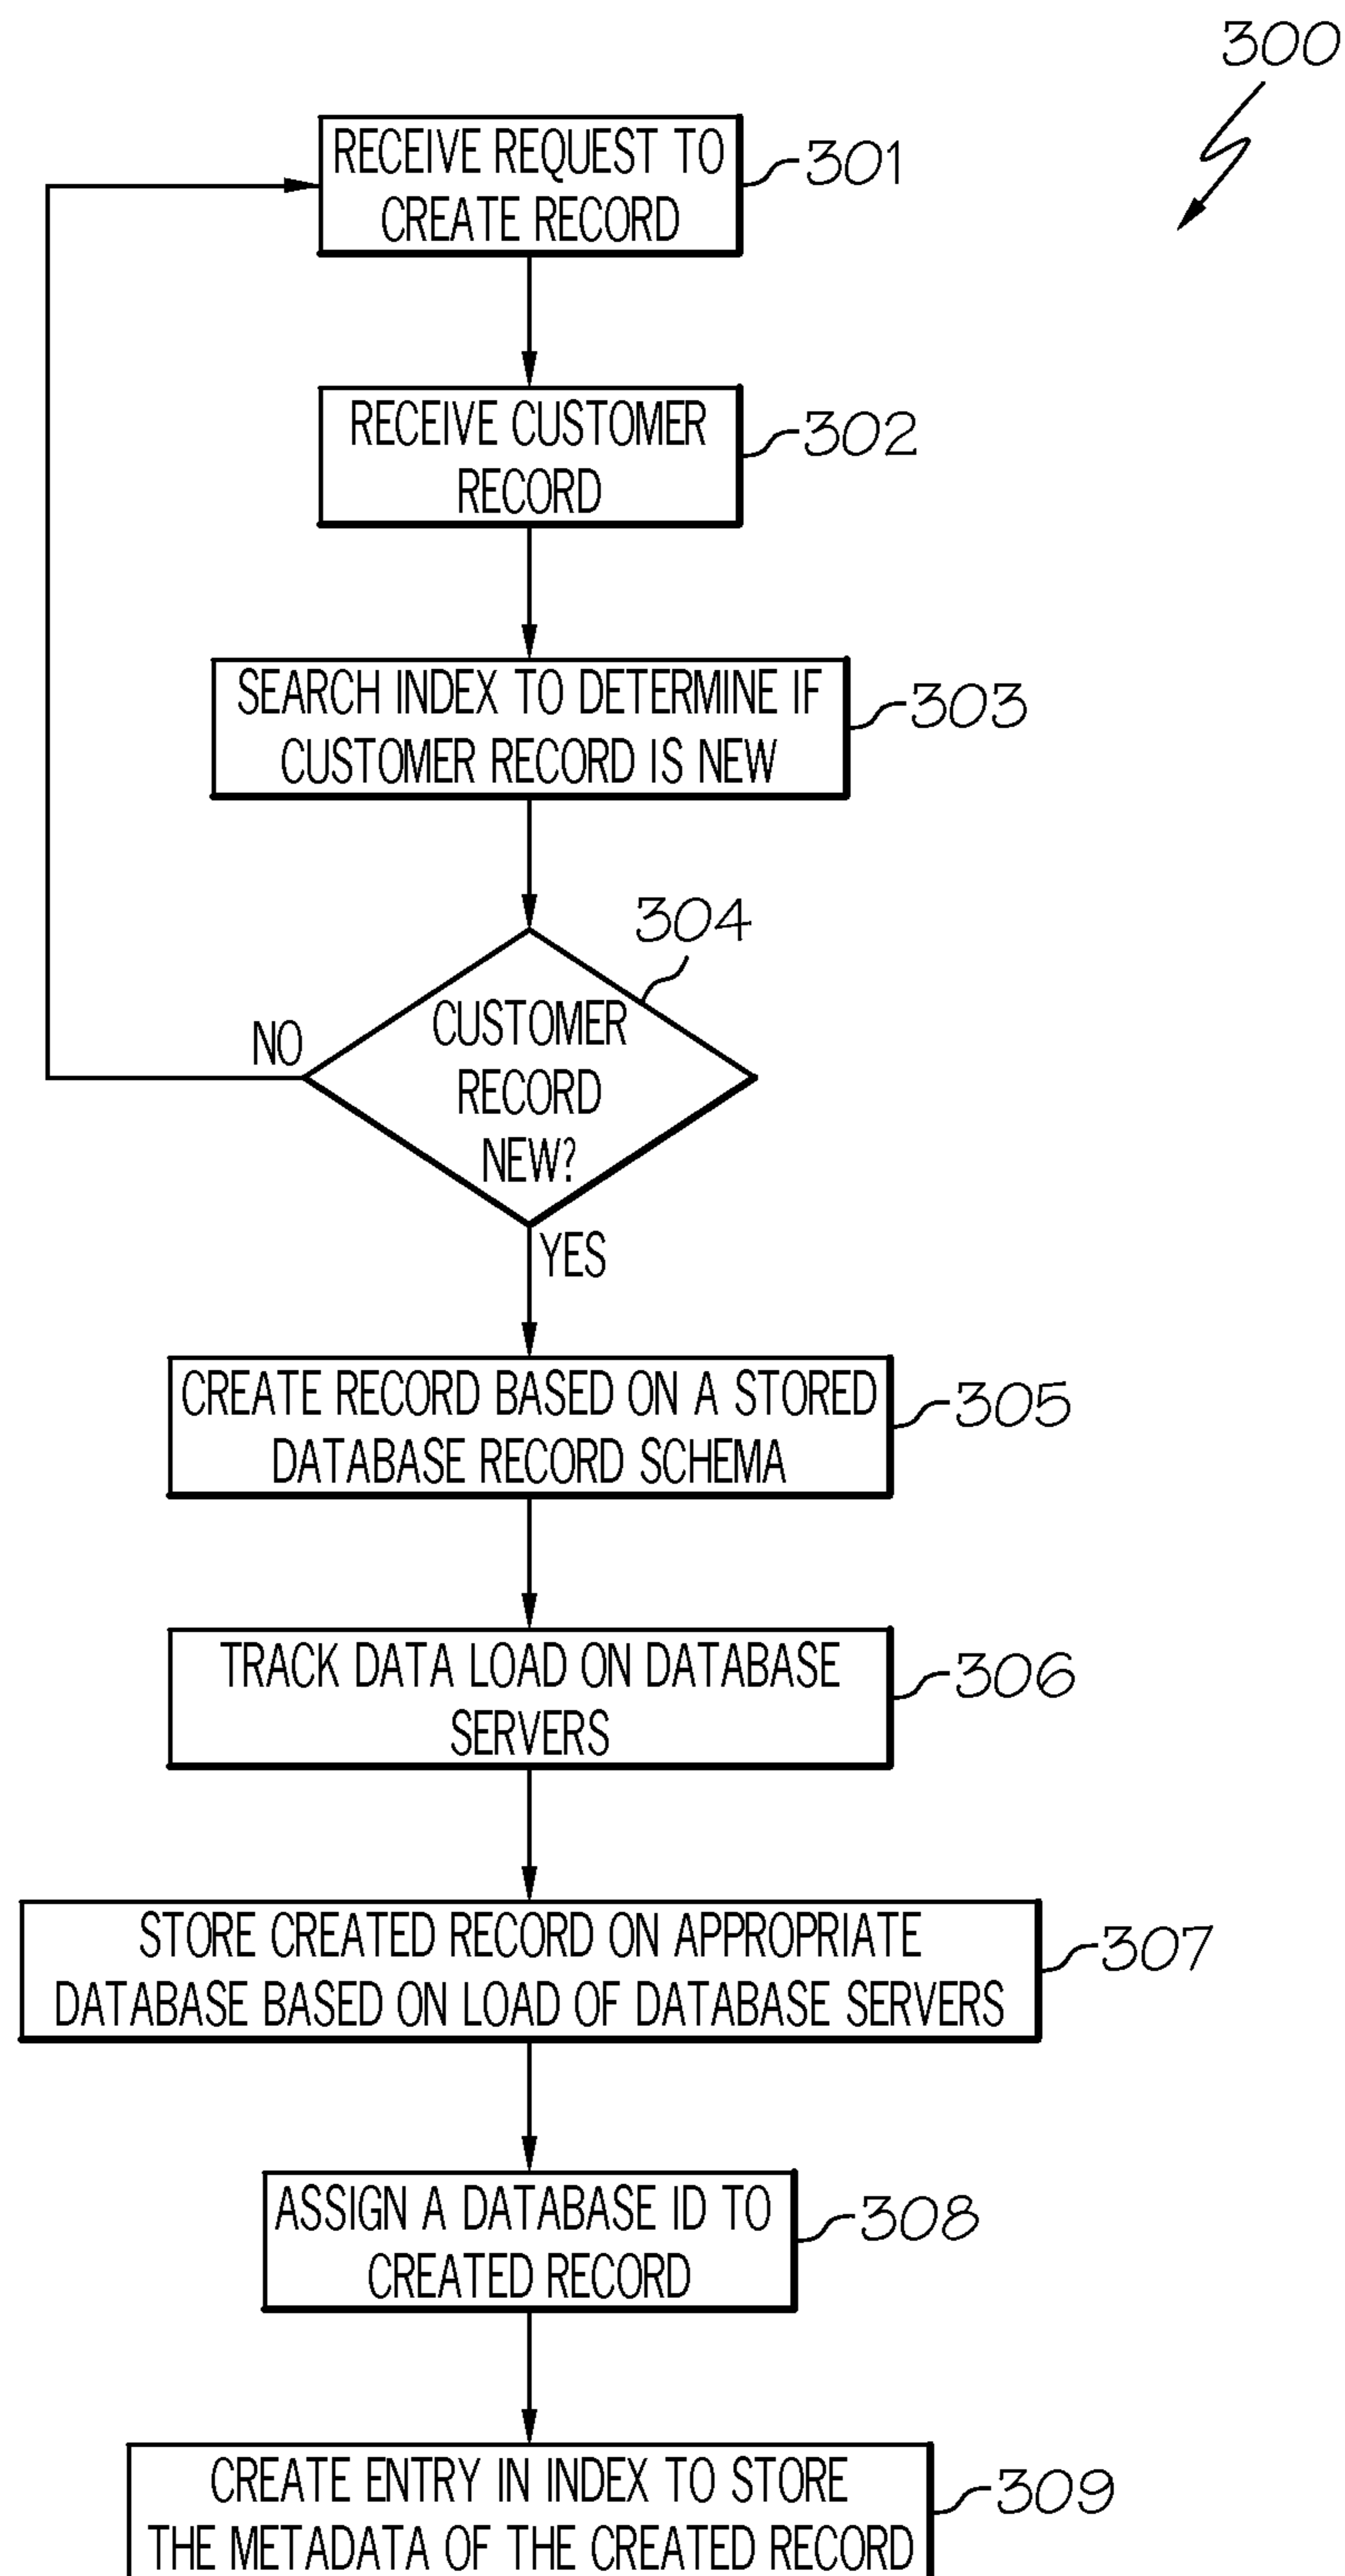 300
RECEIVE REQUEST TO
CREATE RECORD
301
RECEIVE CUSTOMER
RECORD
302
SEARCH INDEX TO DETERMINE IF
CUSTOMER RECORD IS NEW
303
304
CUSTOMER
RECORD
NEW?
NO
YES
CREATE RECORD BASED ON A STORED
DATABASE RECORD SCHEMA
305
TRACK DATA LOAD ON DATABASE
SERVERS
306
STORE CREATED RECORD ON APPROPRIATE
DATABASE BASED ON LOAD OF DATABASE SERVERS
307
ASSIGN A DATABASE ID TO
CREATED RECORD
308
CREATE ENTRY IN INDEX TO STORE
THE METADATA OF THE CREATED RECORD
309